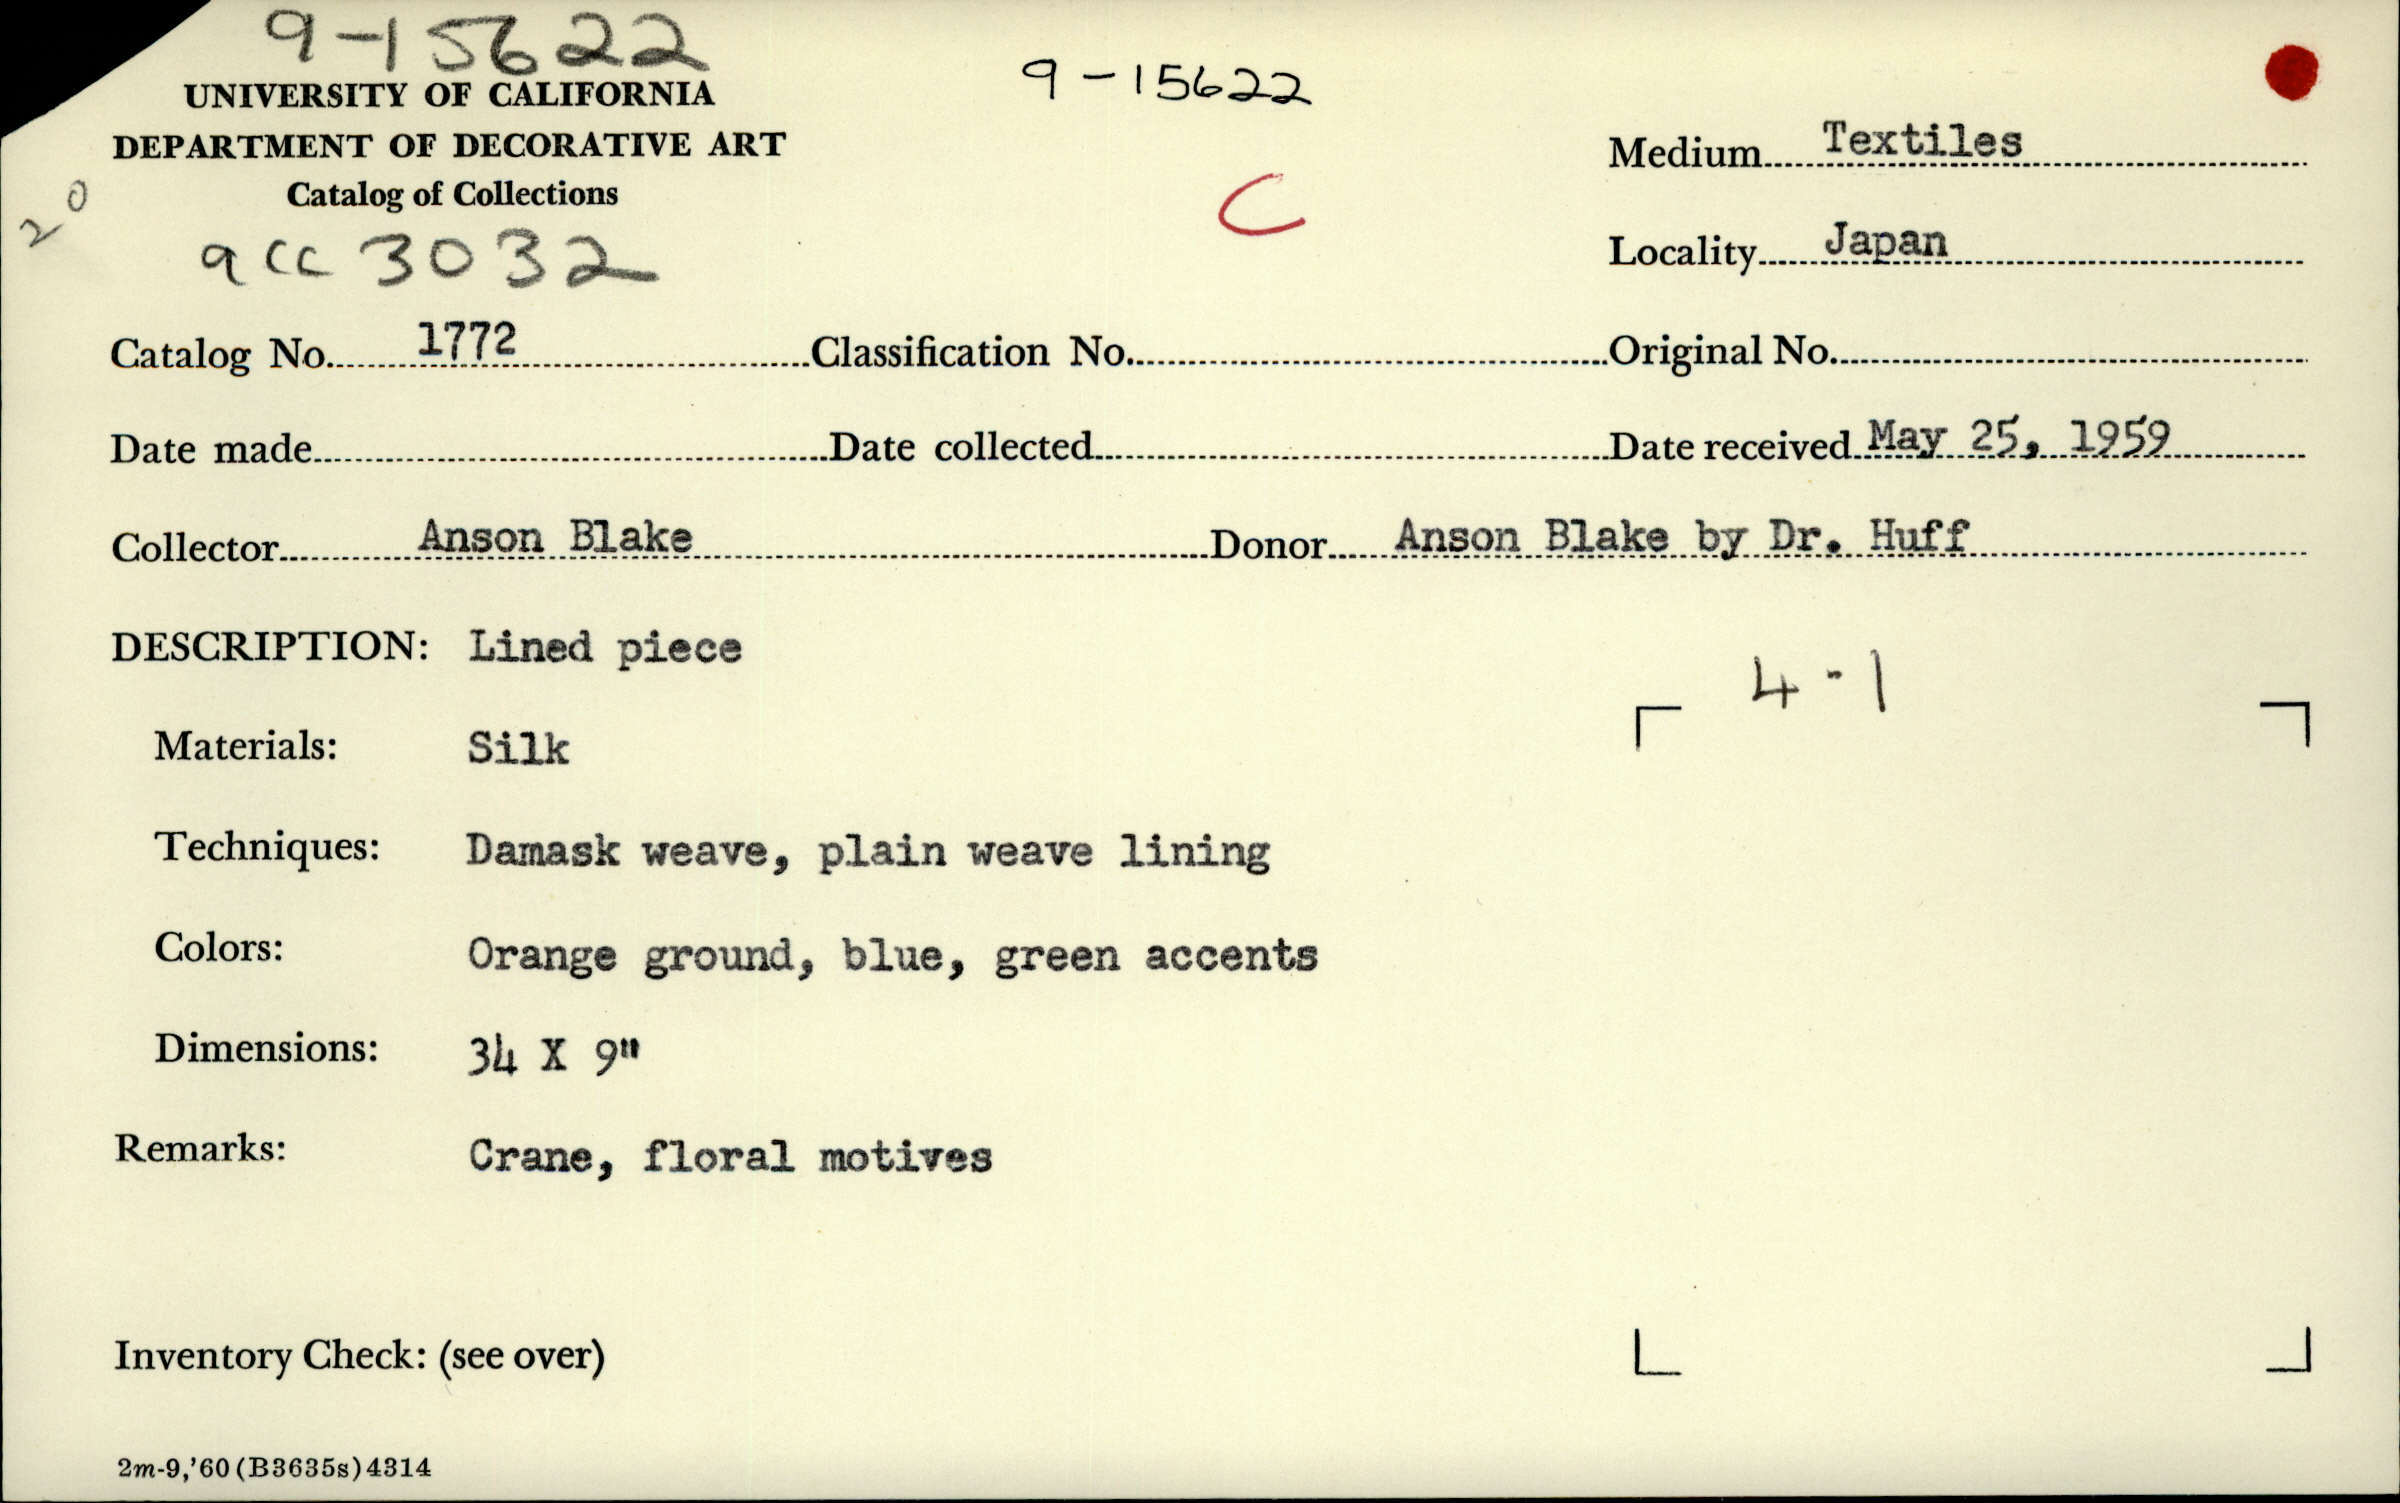 9-15622
UNIVERSITY OF CALIFORNIA
9-15622
DEPARTMENT OF DECORATIVE ART
Medium Textiles
Catalog of Collections
20
C
acc 3032
Locality Japan
Catalog No. 1772 Classification No. Original No.
Date made Date collected Date received May 25, 1959
Collector Anson Blake Donor Anson Blake by Dr. Huff
DESCRIPTION: Lined piece
4-1
Materials: Silk
Techniques: Damask weave, plain weave lining
Colors: Orange ground, blue, green accents
Dimensions: 34 X 9"
Remarks: Crane, floral motives
Inventory Check: (see over)
2m-9,'60(B3635s)4314